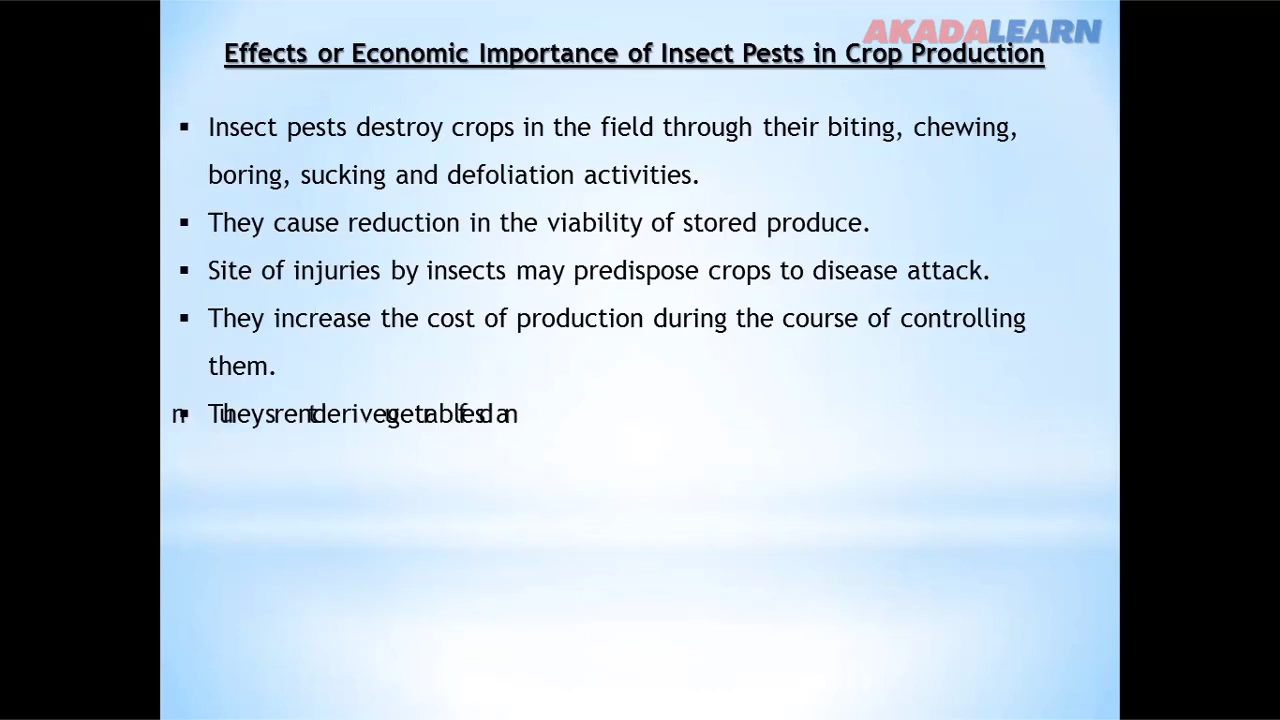 AKADALEARN
Effects or Economic Importance of Insect Pests in Crop Production
▪ Insect pests destroy crops in the field through their biting, chewing,
boring, sucking and defoliation activities.
▪ They cause reduction in the viability of stored produce.
▪ Site of injuries by insects may predispose crops to disease attack.
▪ They increase the cost of production during the course of controlling
them.
▪ They render vegetables